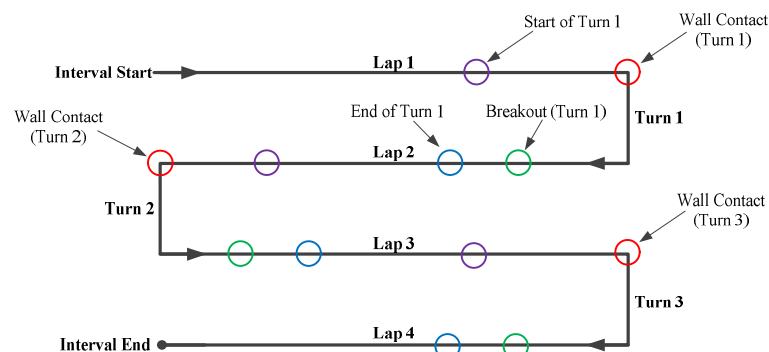 Start of Turn 1
Wall Contact
(Turn 1)
Interval Start
Lap 1
Wall Contact
(Turn 2)
End of Turn 1
Breakout (Turn 1)
Turn 1
Lap 2
Turn 2
Wall Contact
(Turn 3)
Lap 3
Turn 3
Interval End
Lap 4